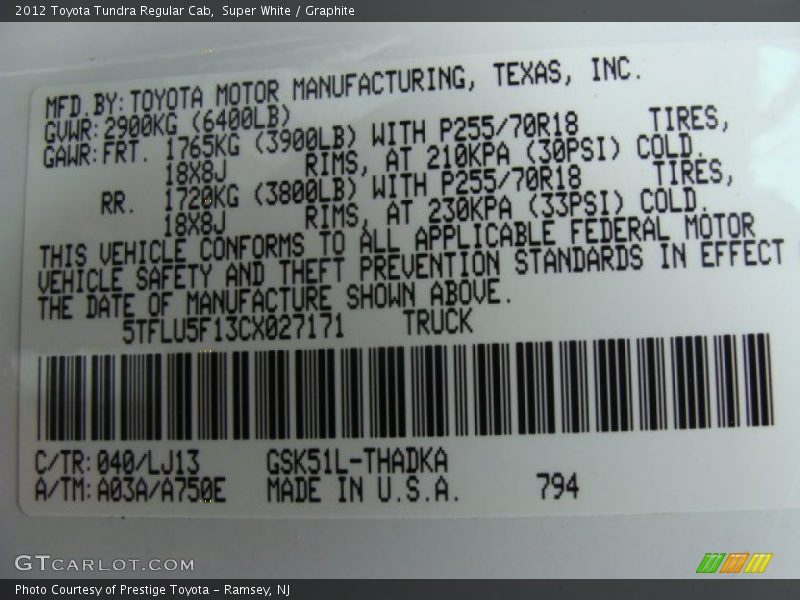 2012 Toyota Tundra Regular Cab,  Super White / Graphite
MFD.BY:TOYOTA MOTOR MANUFACTURING, TEXAS, INC.
GVWR:2900KG (6400LB)
GAWR:FRT. 1765KG (3900LB) WITH P255/70R18 TIRES,
18X8J RIMS, AT 210KPA (30PSI) COLD.
RR. 1720KG (3800LB) WITH P255/70R18 TIRES,
18X8J RIMS, AT 230KPA (33PSI) COLD.
THIS VEHICLE CONFORMS TO ALL APPLICABLE FEDERAL MOTOR
VEHICLE SAFETY AND THEFT PREVENTION STANDARDS IN EFFECT
THE DATE OF MANUFACTURE SHOWN ABOVE.
5TFLU5F13CX027171 TRUCK
C/TR:040/LJ13 GSK51L-THADKA
A/TM:A03A/A750E MADE IN U.S.A. 794
GTCARLOT.COM
Photo Courtesy of Prestige Toyota - Ramsey, NJ